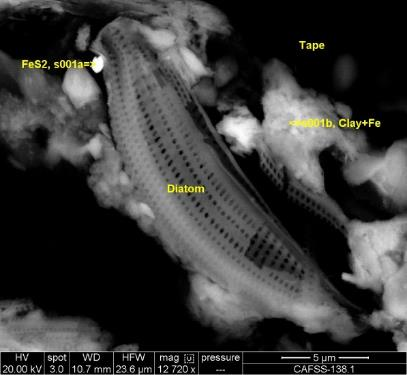 Tape
FeS2, s001a=>
<=s001b, Clay+Fe
Diatom
HV spot WD HFW mag pressure 5 µm
20.00 kV 3.0 10.7 mm 23.6 µm 12 720 x --- CAFSS-138.1